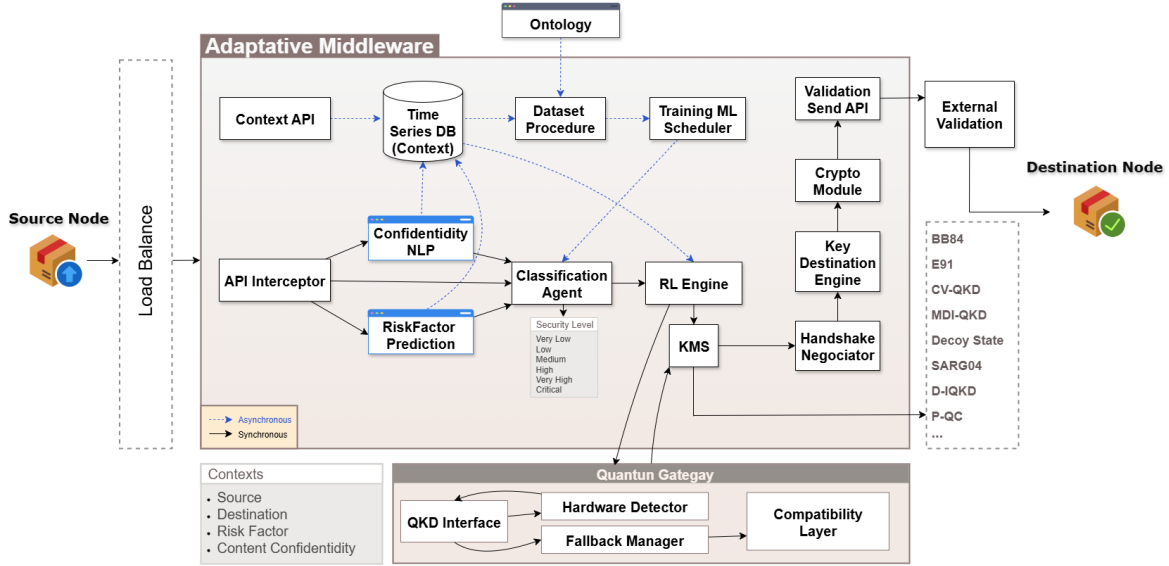 Ontology
Adaptative Middleware
Context API
Time
Series DB
(Context)
Dataset
Procedure
Training ML
Scheduler
Validation
Send API
External
Validation
Crypto
Module
Destination Node
Source Node
Load Balance
Confidentidity
NLP
API Interceptor
Classification
Agent
RL Engine
Key
Destination
Engine
RiskFactor
Prediction
Security Level
Very Low
Low
Medium
High
Very High
Critical
KMS
Handshake
Negociator
BB84
E91
CV-QKD
MDI-QKD
Decoy State
SARG04
D-IQKD
P-QC
...
Asynchronous
Synchronous
Contexts
• Source
• Destination
• Risk Factor
• Content Confidentidity
Quantun Gategay
QKD Interface
Hardware Detector
Fallback Manager
Compatibility
Layer